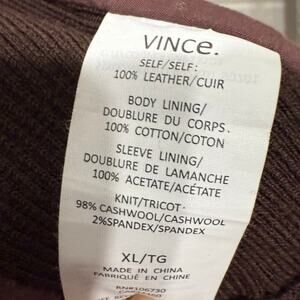 VINCE.
SELF/SELF:
100% LEATHER/CUIR
BODY LINING/
DOUBLURE DU CORPS:
100% COTTON/COTON
SLEEVE LINING/
DOUBLURE DE LAMANCHE
100% ACETATE/ACÉTATE
KNIT/TRICOT:
98% CASHWOOL/CASHWOOL
2%SPANDEX/SPANDEX
XL/TG
MADE IN CHINA
FABRIQUÉ EN CHINE
RN#106730